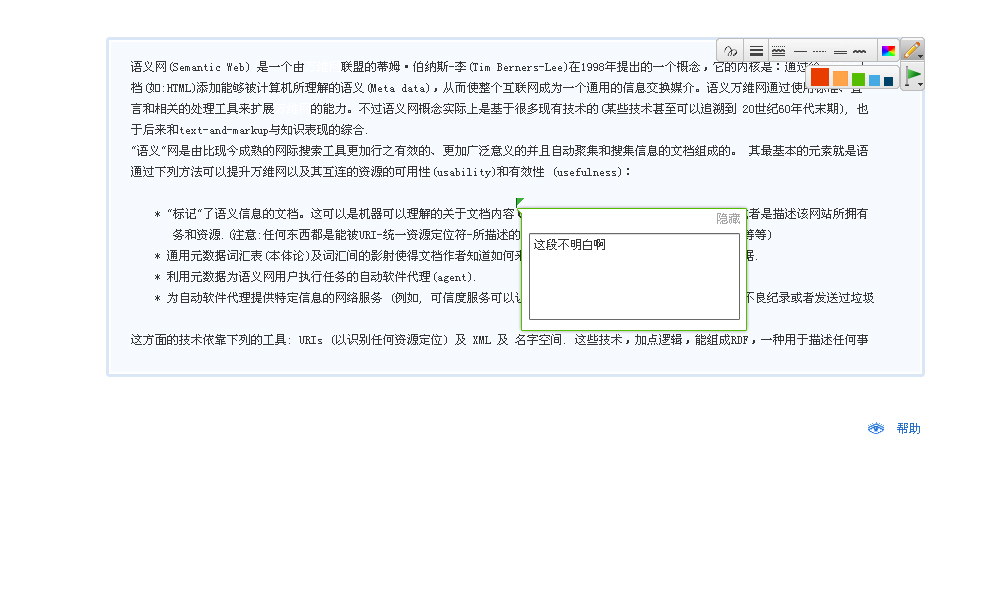 语义网(Semantic Web) 是一个由 联盟的蒂姆·伯纳斯-李(Tim Berners-Lee)在1998年提出的一个概念，它的内核是：通过
档(如:HTML)添加能够被计算机所理解的语义(Meta data)，从而使整个互联网成为一个通用的信息交换媒介。语义万维网通过使用标准、置
言和相关的处理工具来扩展 的能力。不过语义网概念实际上是基于很多现有技术的(某些技术甚至可以追溯到 20世纪60年代末期)，也
于后来和text-and-markup与知识表现的综合.
“语义”网是由比现今成熟的网际搜索工具更加行之有效的、更加广泛意义的并且自动聚集和搜集信息的文档组成的。 其最基本的元素就是语
通过下列方法可以提升万维网以及其互连的资源的可用性(usability)和有效性 (usefulness)：
* “标记”了语义信息的文档。这可以是机器可以理解的关于文档内容 者是描述该网站所拥有
务和资源.(注意:任何东西都是能被URI-统一资源定位符-所描述的 等等)
* 通用元数据词汇表(本体论)及词汇间的影射使得文档作者知道如何 据.
* 利用元数据为语义网用户执行任务的自动软件代理(agent).
* 为自动软件代理提供特定信息的网络服务 (例如, 可信度服务可以 不良纪录或者发送过垃圾
这方面的技术依靠下列的工具: URIs (以识别任何资源定位) 及 XML 及 名字空间. 这些技术，加点逻辑，能组成RDF，一种用于描述任何事
隐藏
这段不明白啊
帮助